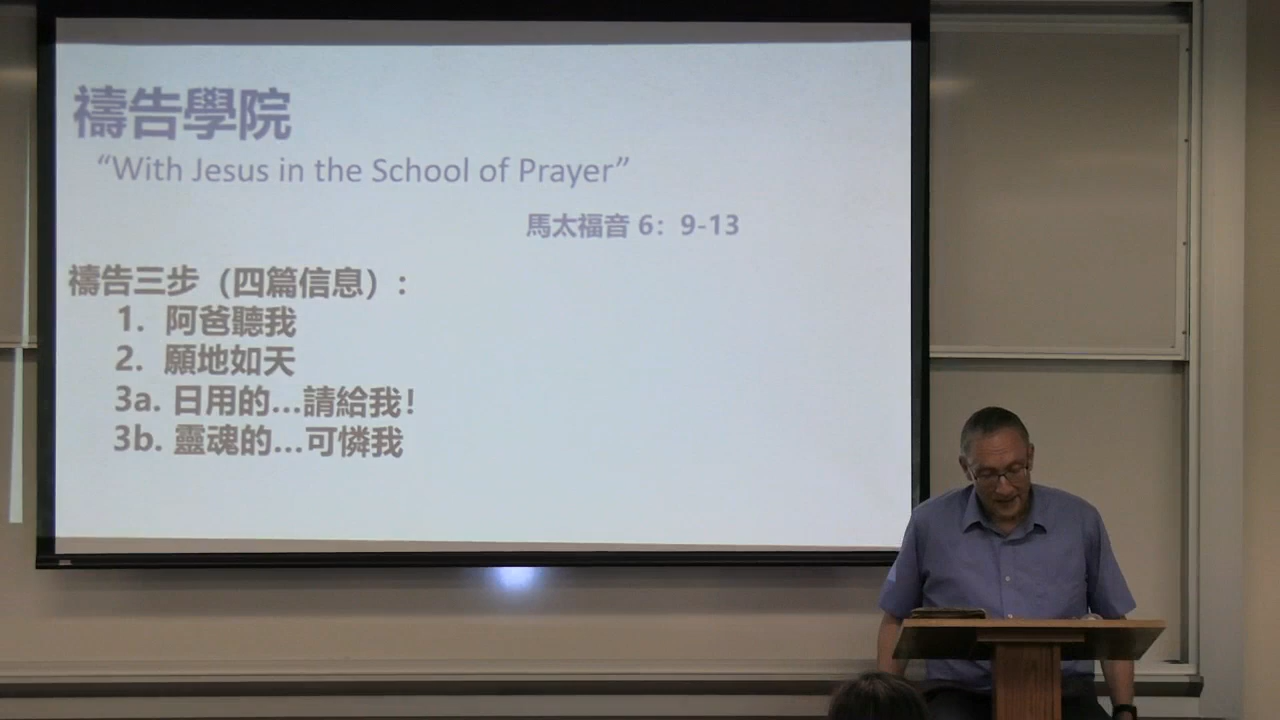 禱告學院
“With Jesus in the School of Prayer”
馬太福音 6：9-13
禱告三步（四篇信息）：
1. 阿爸聽我
2. 願地如天
3a. 日用的…請給我！
3b. 靈魂的…可憐我